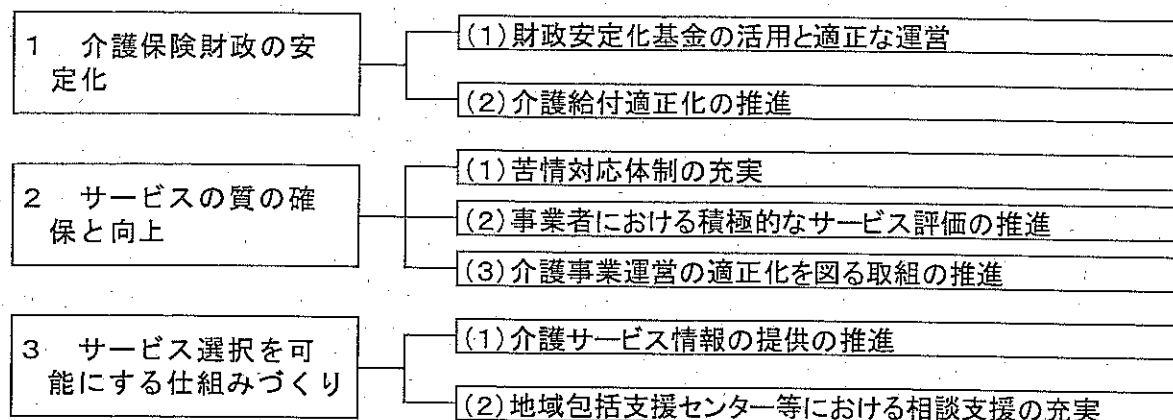 1 介護保険財政の安
定化
(1)財政安定化基金の活用と適正な運営
(2)介護給付適正化の推進
2 サービスの質の確
保と向上
(1)苦情対応体制の充実
(2)事業者における積極的なサービス評価の推進
(3)介護事業運営の適正化を図る取組の推進
3 サービス選択を可
能にする仕組みづくり
(1)介護サービス情報の提供の推進
(2)地域包括支援センター等における相談支援の充実